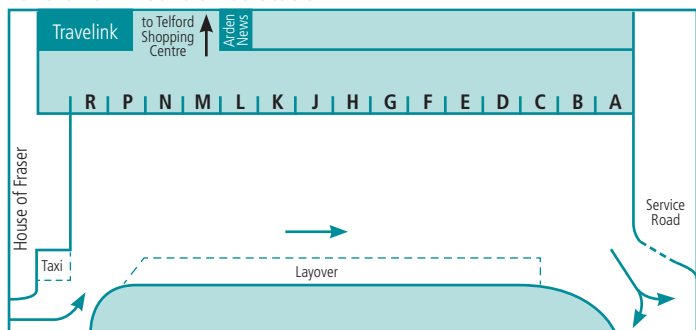 Travelink
to Telford
Shopping
Centre
Arden
News
R P N M L K J H G F E D C B A
House of Fraser
Service
Road
Taxi
Layover